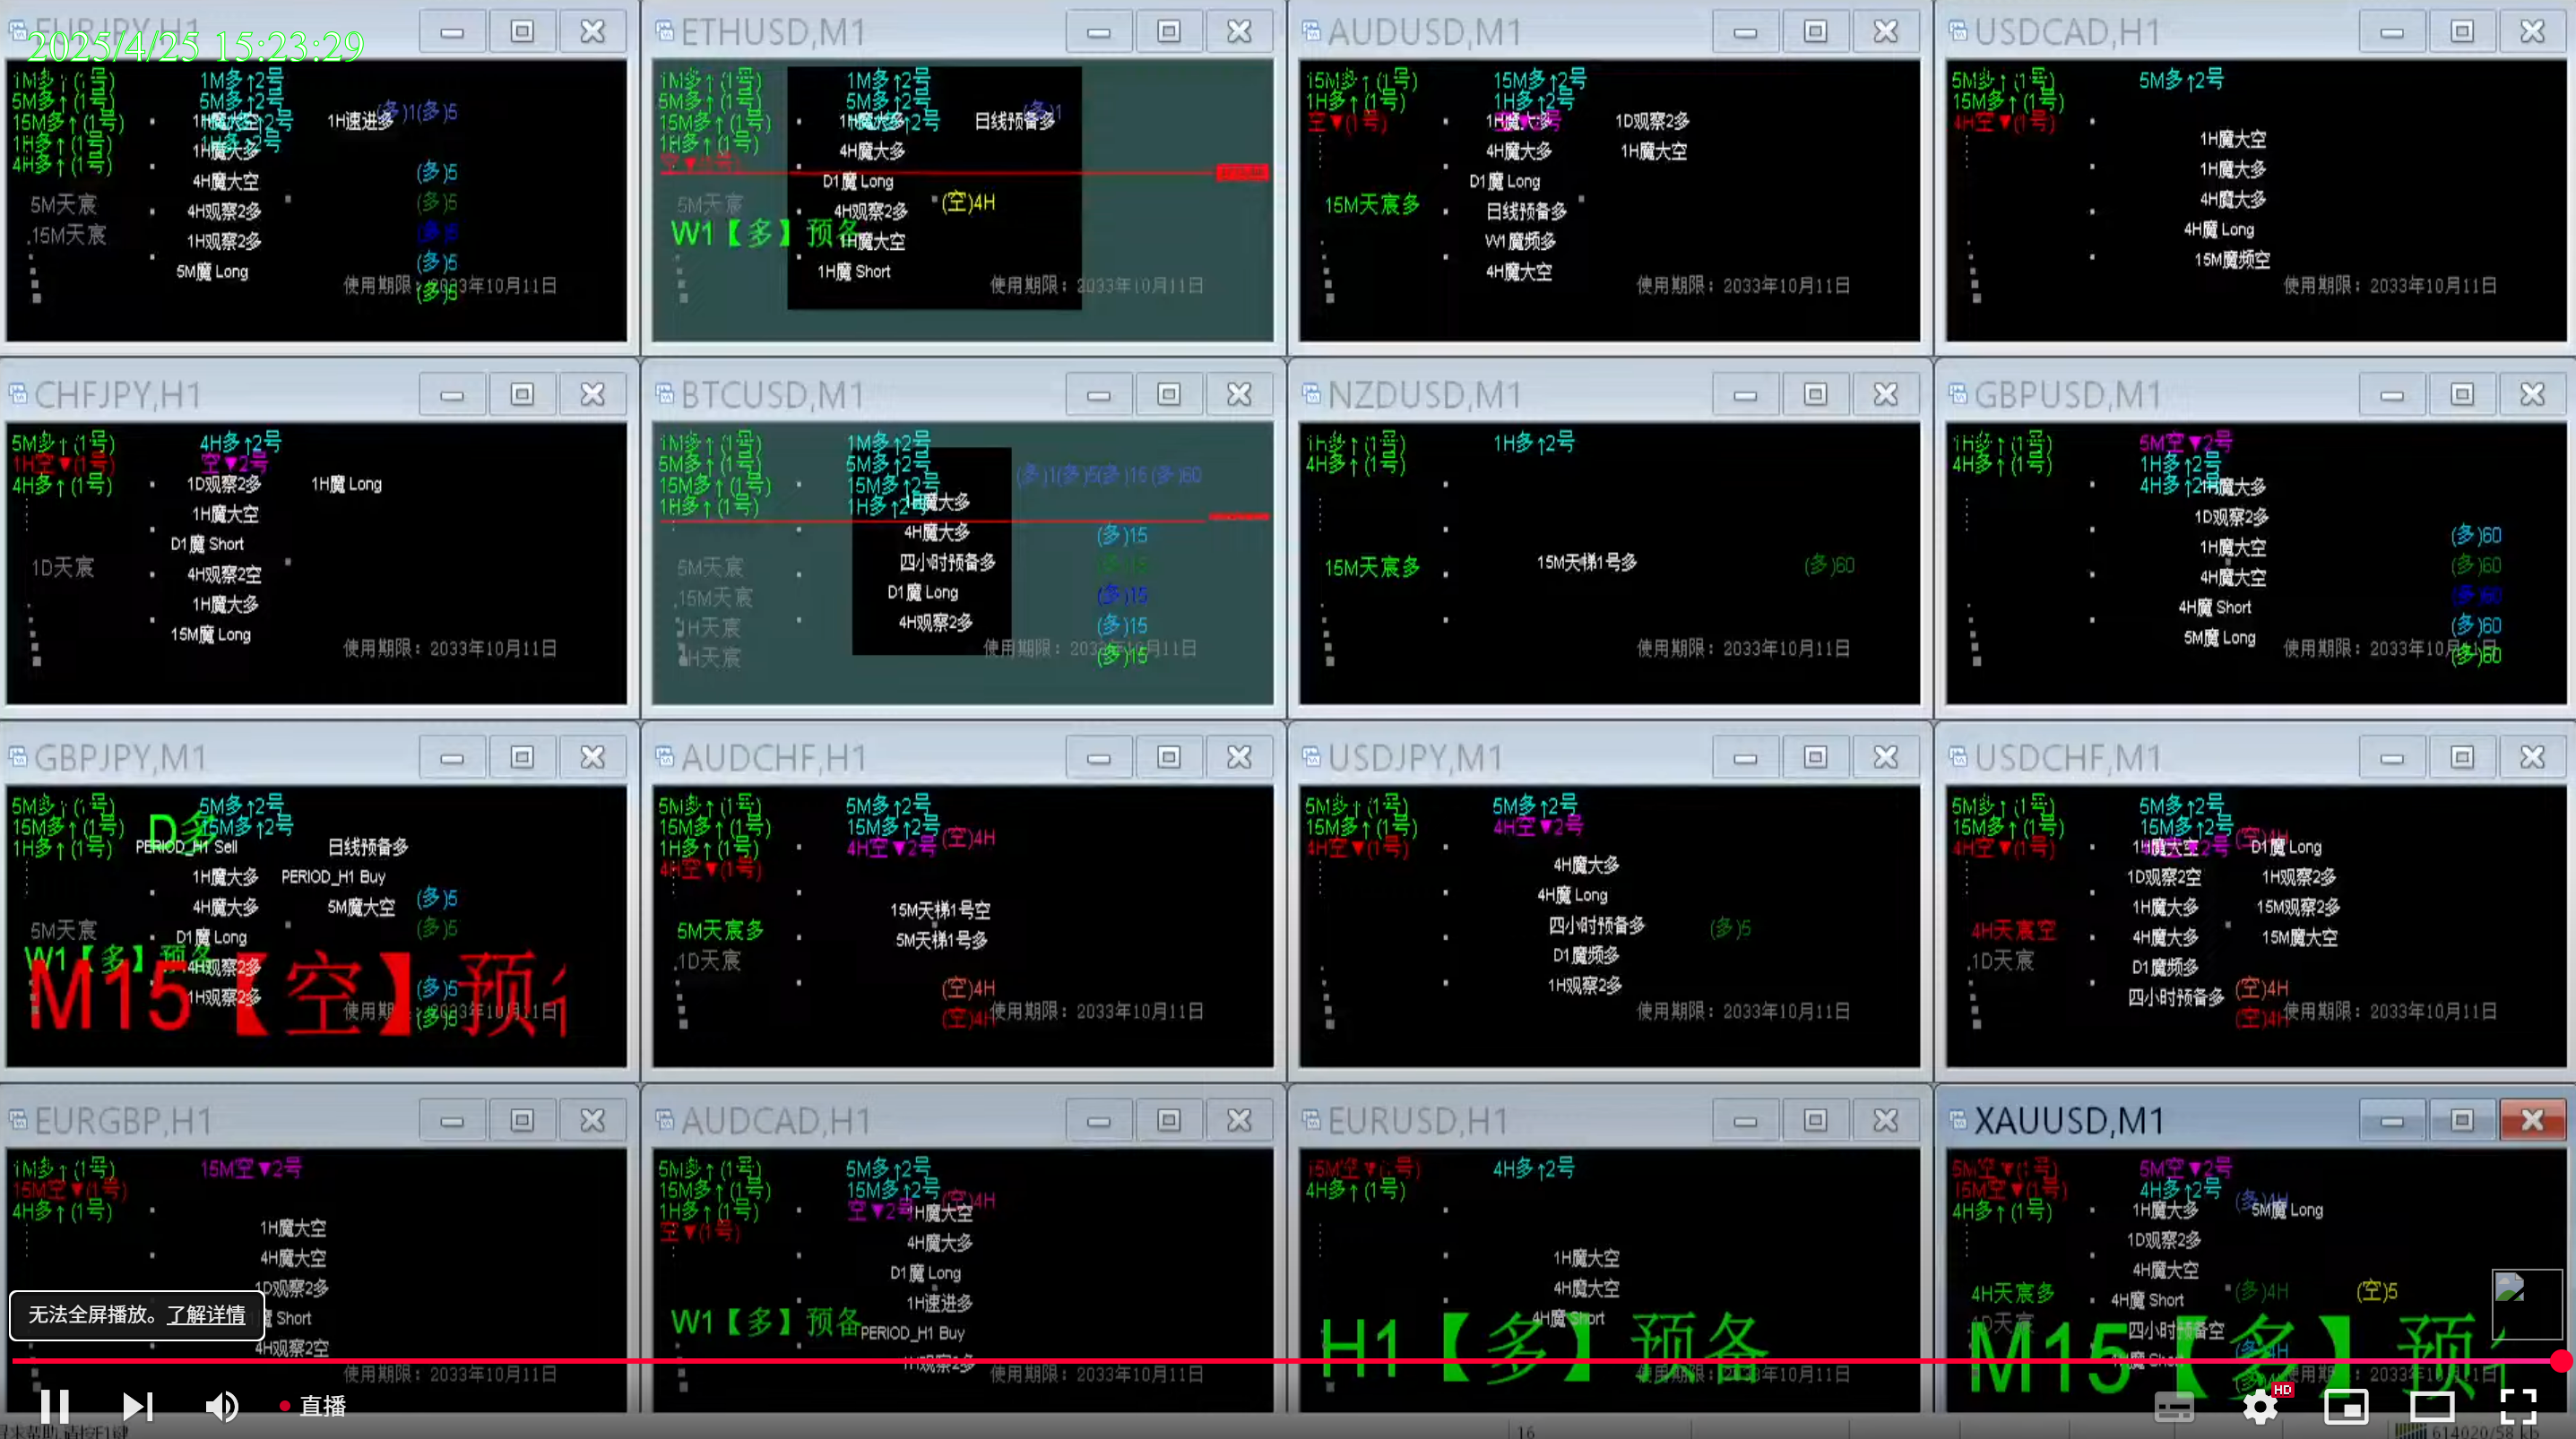 EURJPY,H1
2025/4/25 15:23:29
1M多↑(1号) 1M多↑2号
5M多↑(1号) 5M多↑2号
(多)1(多)5
15M多↑(1号) 1H魔大空 1H速进多
1H多↑(1号) 1H魔大多
4H多↑(1号)
(多)5
4H魔大空
5M天宸 4H观察2多 (多)5
.15M天宸 1H观察2多 (多)5
5M魔 Long (多)5
使用期限：2033年10月11日
(多)5
ETHUSD,M1
1M多↑(1号) 1M多↑2号
5M多↑(1号) 5M多↑2号
(多)1
15M多↑(1号) 日线预备多
1H多↑(1号) 4H魔大多
空▼(1号)
D1魔 Long
5M天宸 4H观察2多 (空)4H
W1【多】预备 1H魔大空
1H魔 Short
使用期限：2033年10月11日
AUDUSD,M1
15M多↑(1号) 15M多↑2号
1H多↑(1号) 1H多↑2号
空▼(1号) 1H魔大多 1D观察2多
4H魔大多 1H魔大空
D1魔 Long
15M天宸多 日线预备多
W1魔频多
4H魔大空
使用期限：2033年10月11日
USDCAD,H1
5M多↑(1号) 5M多↑2号
15M多↑(1号)
4H空▼(1号)
1H魔大空
1H魔大多
4H魔大多
4H魔 Long
15M魔频空
使用期限：2033年10月11日
CHFJPY,H1
5M多↑(1号) 4H多↑2号
1H空▼(1号) 空▼2号
4H多↑(1号) 1D观察2多 1H魔 Long
1H魔大空
D1魔 Short
1D天宸 4H观察2空
1H魔大多
15M魔 Long
使用期限：2033年10月11日
BTCUSD,M1
1M多↑(1号) 1M多↑2号
5M多↑(1号) 5M多↑2号
(多)1(多)5(多)15(多)60
15M多↑(1号) 15M多↑2号
1H多↑(1号) 1H多↑2号 1H魔大多
4H魔大多 (多)15
5M天宸 四小时预备多 (多)15
.15M天宸 D1魔 Long (多)15
1H天宸 4H观察2多 (多)15
使用期限：2033年10月11日
H天宸 (多)15
NZDUSD,M1
1H多↑(1号) 1H多↑2号
4H多↑(1号)
15M天宸多 15M天梯1号多 (多)60
使用期限：2033年10月11日
GBPUSD,M1
1H多↑(1号) 5M空▼2号
4H多↑(1号) 1H多↑2号
4H多↑2号 1H魔大多
1D观察2多
1H魔大空 (多)60
4H魔大空 (多)60
4H魔 Short (多)60
5M魔 Long (多)60
使用期限：2033年10月11日
(多)60
GBPJPY,M1
5M多↑(1号) 5M多↑2号
15M多↑(1号) D多 15M多↑2号
1H多↑(1号) PERIOD_H1 Sell 日线预备多
1H魔大多 PERIOD_H1 Buy
4H魔大多 5M魔大空 (多)5
5M天宸 D1魔 Long (多)5
W1【多】预备 4H观察2多
M15【空】预 1H观察2多 (多)5
使用期限：2033年10月11日
(多)5
AUDCHF,H1
5M多↑(1号) 5M多↑2号
15M多↑(1号) 15M多↑2号
1H多↑(1号) 4H空▼2号 (空)4H
4H空▼(1号)
15M天梯1号空
5M天宸多 5M天梯1号多
.1D天宸
(空)4H
(空)4H 使用期限：2033年10月11日
USDJPY,M1
5M多↑(1号) 5M多↑2号
15M多↑(1号) 4H空▼2号
4H空▼(1号)
4H魔大多
4H魔 Long
四小时预备多 (多)5
D1魔频多
1H观察2多
使用期限：2033年10月11日
USDCHF,M1
5M多↑(1号) 5M多↑2号
15M多↑(1号) 15M多↑2号 (空)4H
4H空▼(1号) 1H魔大空 D1魔 Long
1D观察2空 1H观察2多
1H魔大多 15M观察2多
4H天宸空 4H魔大多 15M魔大空
.1D天宸 D1魔频多
四小时预备多 (空)4H
(空)4H 使用期限：2033年10月11日
EURGBP,H1
1M多↑(1号) 15M空▼2号
15M空▼(1号)
4H多↑(1号)
1H魔大空
4H魔大空
1D观察2多
魔 Short
4H观察2空
使用期限：2033年10月11日
AUDCAD,H1
5M多↑(1号) 5M多↑2号
15M多↑(1号) 15M多↑2号 (空)4H
1H多↑(1号) 空▼2号 1H魔大空
空▼(1号) 4H魔大多
D1魔 Long
1H速进多
W1【多】预备 PERIOD_H1 Buy
1H观察2多
使用期限：2033年10月11日
EURUSD,H1
15M空▼(1号) 4H多↑2号
4H多↑(1号)
1H魔大空
4H魔大空
4H魔 Short
H1【多】预备
使用期限：2033年10月11日
XAUUSD,M1
5M空▼(1号) 5M空▼2号
15M空▼(1号) 4H多↑2号 (多)4H
4H多↑(1号) 1H魔大多 5M魔 Long
1D观察2多
4H魔大空
4H天宸多 4H魔 Short (多)4H (空)5
四小时预备空
M15【多】预
使用期限：2033年10月11日
无法全屏播放。了解详情
直播
HD
16
614020/58 kb